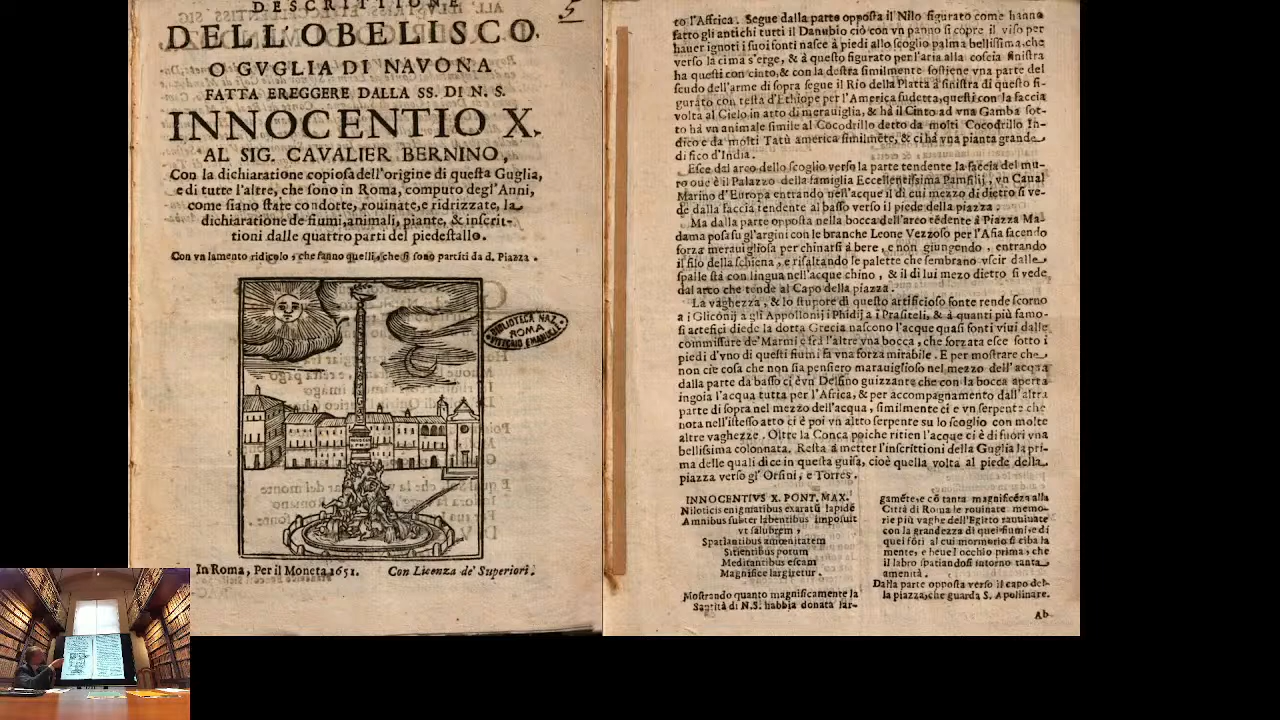 DESCRITTIONE
5
DELL'OBELISCO.
O GVGLIA DI NAVONA
FATTA EREGGERE DALLA SS. DI N. S.
INNOCENTIO X.
AL SIG. CAVALIER BERNINO,
Con la dichiaratione copiosa dell'origine di questa Guglia,
e di tutte l'altre, che sono in Roma, computo degl'Anni,
come siano state condotte, rouinate, e ridrizzate, la
dichiaratione de fiumi, animali, piante, & inscrit-
tioni dalle quattro parti del piedestallo.
Con vn lamento ridicolo, che fanno quelli, che si sono partiti da d. Piazza.
BIBLIOTECA NAZ.
ROMA
VITTORIO EMANUELE
In Roma, Per il Moneta 1651. Con Licenza de' Superiori.
to l'Affrica. Segue dalla parte opposta il Nilo figurato come hanno
fatto gli antichi tutti il Danubio ciò con vn panno si copre il viso per
hauer ignoti i suoi fonti nasce à piedi allo scoglio palma bellissima, che
verso la cima s'erge, & à questo figurato per l'aria alla coscia sinistra
ha questi con cinto, & con la destra similmente sostiene vna parte del
scudo dell'arme di sopra segue il Rio della Platta à sinistra di questo fi-
gurato con testa d'Ethiope per l'America sudetta, questi con la faccia
volta al Cielo in atto di merauiglia, & hà il Cinto ad vna Gamba sot-
to hà vn animale simile al Cocodrillo detto da molti Cocodrillo In-
dico e da molti Tatù america similmēte, & ci hà vna pianta grande
di fico d'India.
Esce dal arco dello scoglio verso la parte tendente la faccia del mu-
ro oue è il Palazzo della famiglia Eccellentissima Panfilij, vn Caual
Marino d'Europa entrando nell'acque il di cui mezzo di dietro si ve-
de dalla faccia tendente al basso verso il piede della piazza.
Ma dalla parte opposta nella bocca dell'arco tēdente à Piazza Ma-
dama posa su gl'argini con le branche Leone Vezzoso per l'Asia facendo
forza merauigliosa per chinarsi à bere, e non giungendo, entrando
il filo della schiena, e risaltando le palette che sembrano vscir dalle
spalle stà con lingua nell'acque chino, & il di lui mezo dietro si vede
dal arco che tende al Capo della piazza.
La vaghezza, & lo stupore di questo artificioso fonte rende scorno
a i Gliconij a gli Appollonij i Phidij a i Prasiteli, & à quanti più famo-
si artefici diede la dotta Grecia nascono l'acque quasi fonti viui dalle
commissure de' Marmi e frà l'altre vna bocca, che forzata esce sotto i
piedi d'vno di questi fiumi fà vna forza mirabile. E per mostrare che
non ciè cosa che non sia pensiero marauiglioso nel mezzo dell'acqua
dalla parte da basso ci è vn Delfino guizzante che con la bocca aperta
ingoia l'acqua tutta per l'Africa, & per accompagnamento dall'altra
parte di sopra nel mezzo dell'acqua, similmente ci e vn serpente che
nota nell'istesso atto ci è poi vn altro serpente su lo scoglio con molte
altre vaghezze. Oltre la Conca poiche ritien l'acque ci è di fuori vna
bellissima colonnata. Resta à metter l'inscrittioni della Guglia la pri-
ma delle quali dice in questa guisa, cioè quella volta al piede della
piazza verso gl'Orsini, e Torres.
INNOCENTIVS X. PONT. MAX.
Niloticis enigmatibus exaratū lapidē
Amnibus subter labentibus imposuit
vt salubrem,
Spatiantibus amœnitatem
Sitientibus potum
Meditantibus escam
Magnifice largiretur.
Mostrando quanto magnificamente la
Santità di N.S. habbia donata lar-
gamēte, e cō tanta magnificēza alla
Città di Roma le rouinate memo-
rie più vaghe dell'Egitto rauuiuate
con la grandezza di quei fiumi, e di
quei fōti al cui mormorio si ciba la
mente, e beue l'occhio prima, che
il labro spatiandosi intorno tanta
amenità.
Dalla parte opposta verso il capo del-
la piazza, che guarda S. Apollinare.
Ab